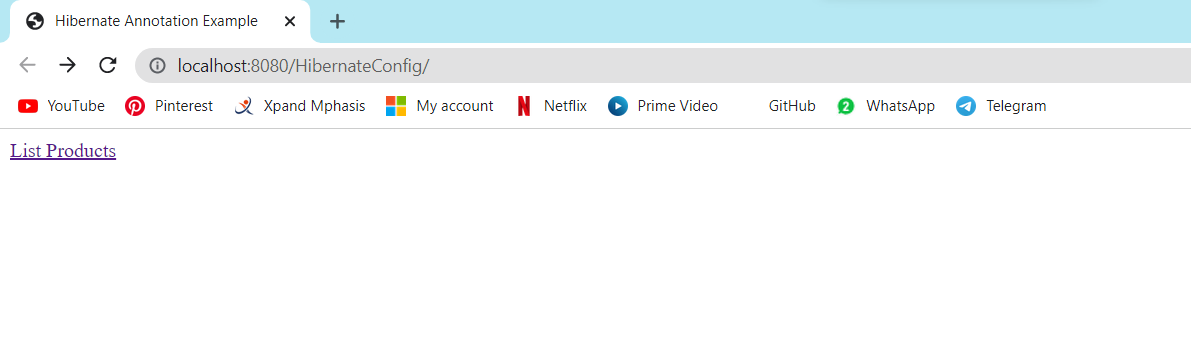 Hibernate Annotation Example
localhost:8080/HibernateConfig/
YouTube Pinterest Xpand Mphasis My account Netflix Prime Video GitHub 2 WhatsApp Telegram
List Products